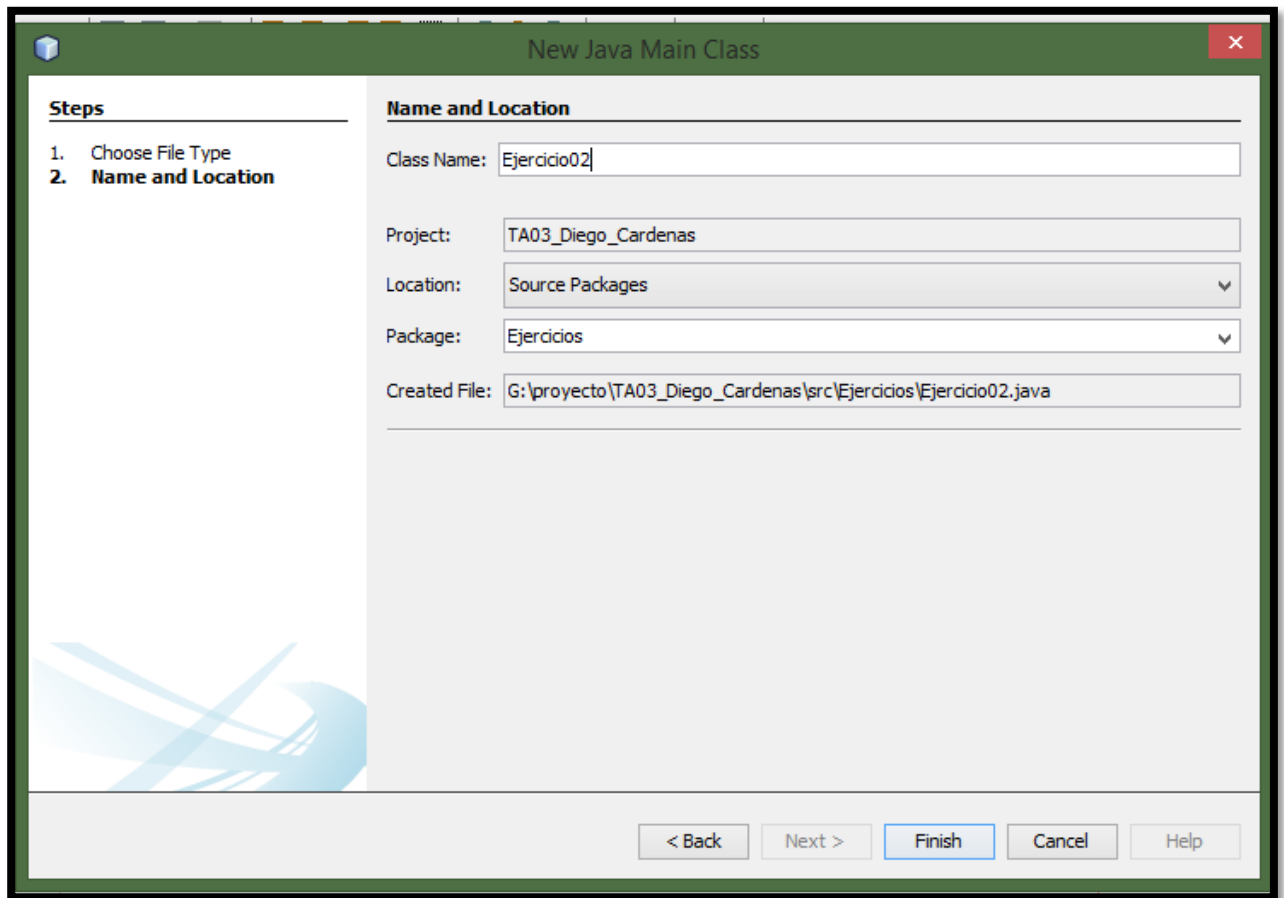 New Java Main Class
Steps
1. Choose File Type
2. Name and Location
Name and Location
Class Name: Ejercicio02
Project: TA03_Diego_Cardenas
Location: Source Packages
Package: Ejercicios
Created File: G:\proyecto\TA03_Diego_Cardenas\src\Ejercicios\Ejercicio02.java
< Back Next > Finish Cancel Help